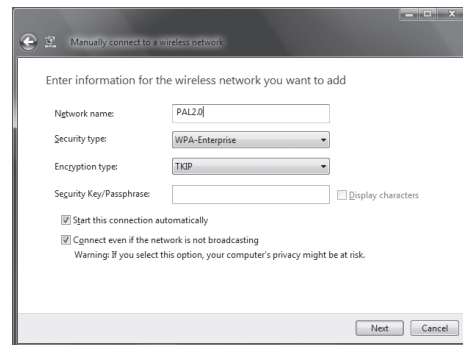 Manually connect to a wireless network
Enter information for the wireless network you want to add
Network name: PAL2.0
Security type: WPA-Enterprise
Encryption type: TKIP
Security Key/Passphrase: Display characters
Start this connection automatically
Connect even if the network is not broadcasting
Warning: If you select this option, your computer's privacy might be at risk.
Next Cancel